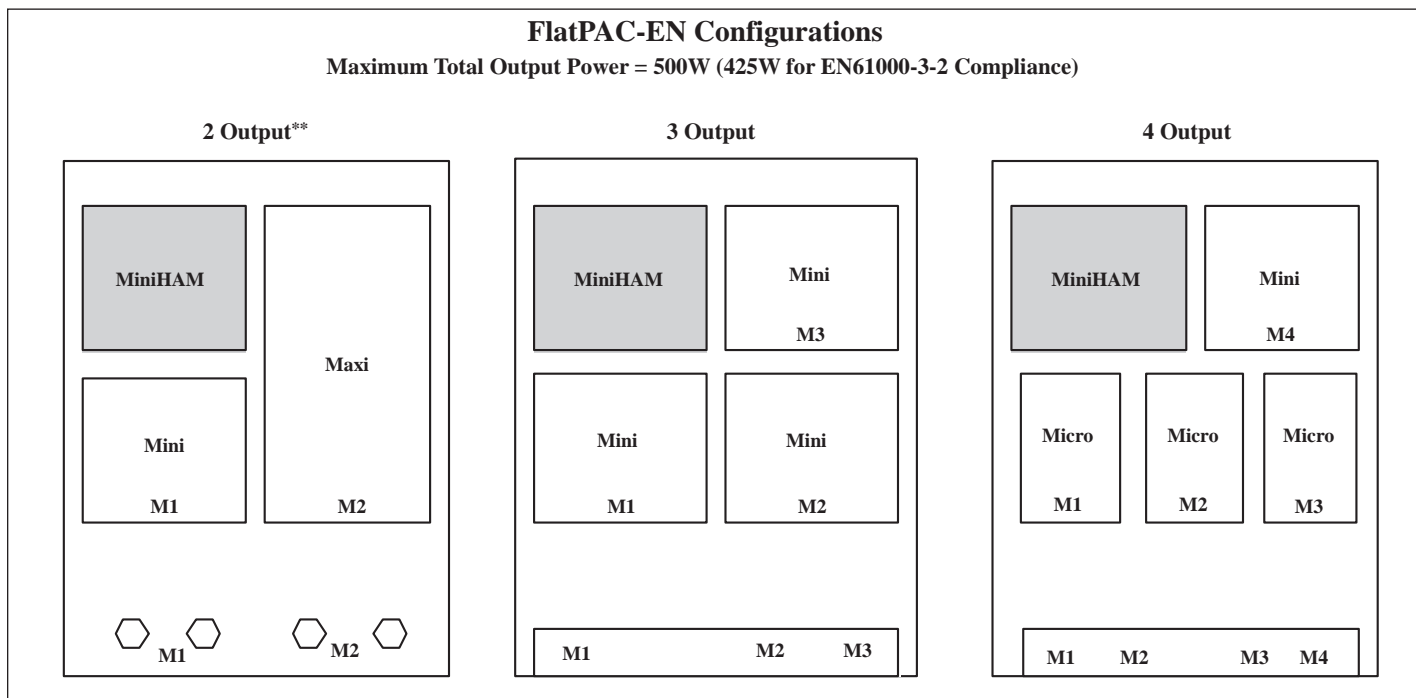 FlatPAC-EN Configurations
Maximum Total Output Power = 500W (425W for EN61000-3-2 Compliance)
2 Output**
MiniHAM
Maxi
M2
Mini
M1
M1
M2
3 Output
MiniHAM
Mini
M3
Mini
M1
Mini
M2
M1
M2
M3
4 Output
MiniHAM
Mini
M4
Micro
M1
Micro
M2
Micro
M3
M1
M2
M3
M4